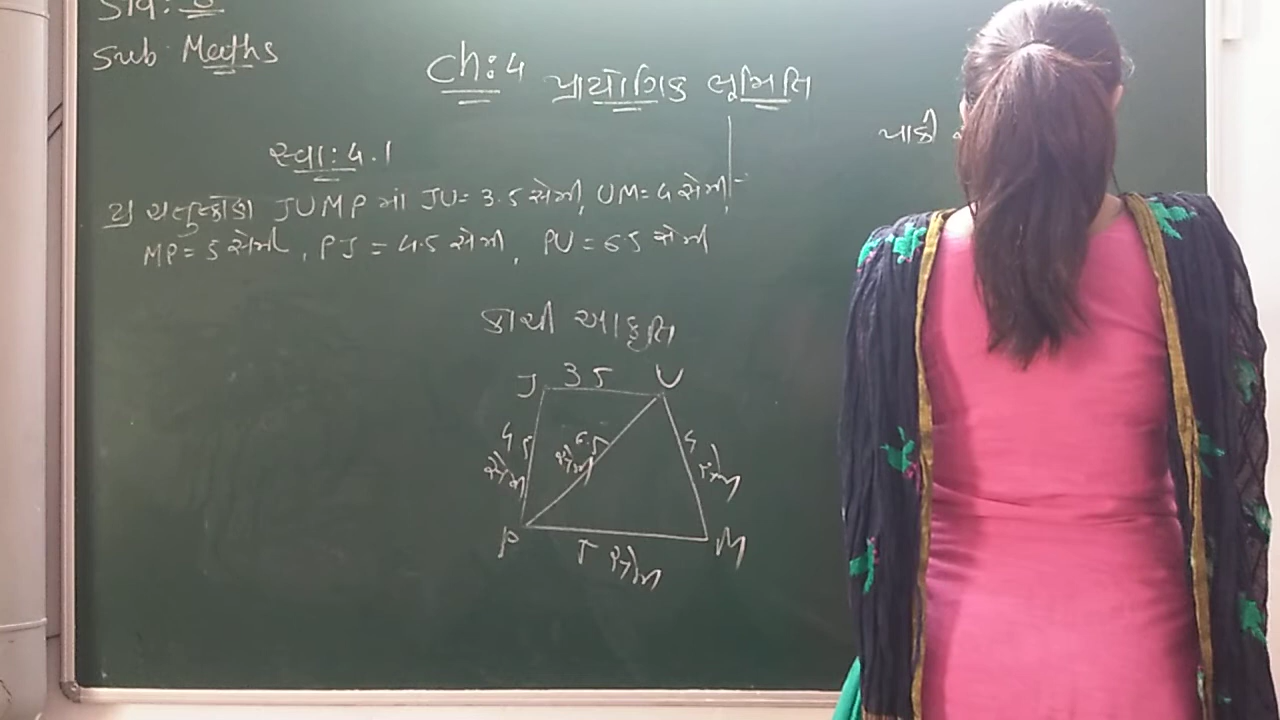 Sub Maths
Ch:4 પ્રાયોગિક ભૂમિતિ
સ્વા:4.1
ચતુષ્કોણ JUMP માં JU= 3.5 સેમી, UM= 4 સેમી,
MP= 5 સેમી, PJ = 4.5 સેમી, PU = 6.5 સેમી
કાચી આકૃતિ
J 3.5 U
4.5 સેમી
6.5 સેમી
4 સેમી
P 5 સેમી M